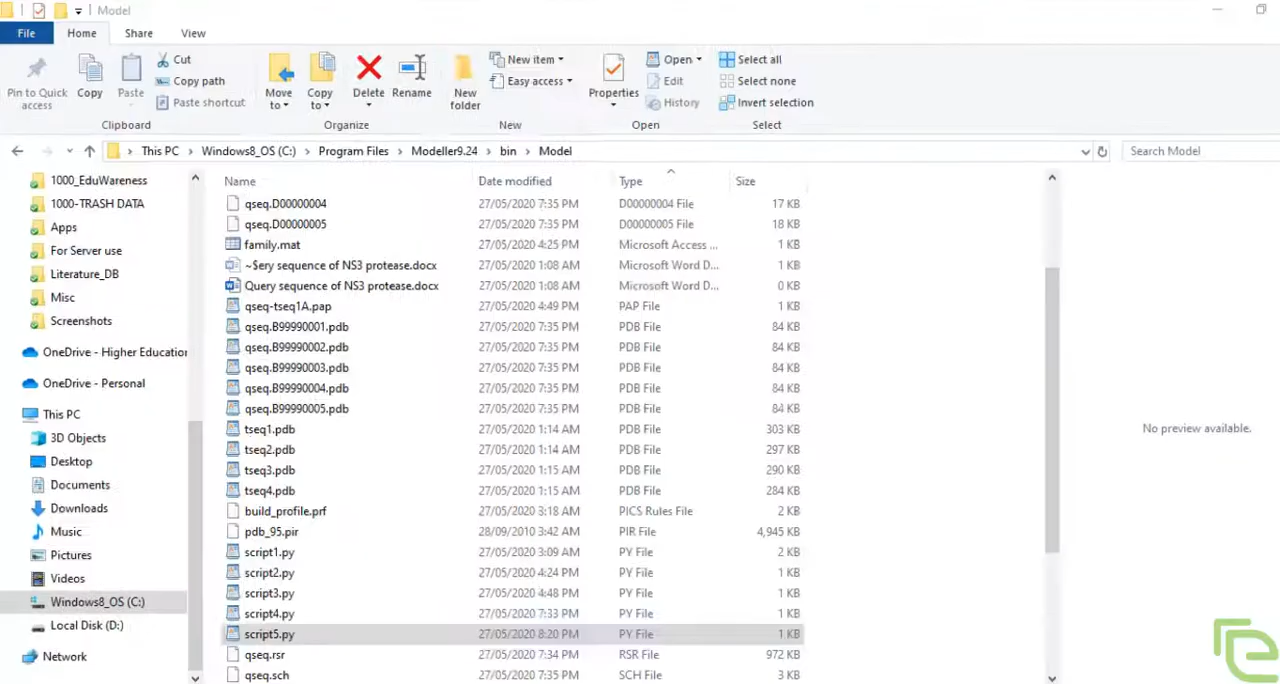 Model
File Home Share View
Pin to Quick access
Copy
Paste
Cut
Copy path
Paste shortcut
Clipboard
Move to
Copy to
Delete
Rename
Organize
New folder
New item
Easy access
New
Properties
Open
Edit
History
Open
Select all
Select none
Invert selection
Select
This PC > Windows8_OS (C:) > Program Files > Modeller9.24 > bin > Model
Search Model
1000_EduWareness
1000-TRASH DATA
Apps
For Server use
Literature_DB
Misc
Screenshots
OneDrive - Higher Education
OneDrive - Personal
This PC
3D Objects
Desktop
Documents
Downloads
Music
Pictures
Videos
Windows8_OS (C:)
Local Disk (D:)
Network
Name Date modified Type Size
qseq.D00000004 27/05/2020 7:35 PM D00000004 File 17 KB
qseq.D00000005 27/05/2020 7:35 PM D00000005 File 18 KB
family.mat 27/05/2020 4:25 PM Microsoft Access ... 1 KB
~$ery sequence of NS3 protease.docx 27/05/2020 1:08 AM Microsoft Word D... 1 KB
Query sequence of NS3 protease.docx 27/05/2020 1:08 AM Microsoft Word D... 0 KB
qseq-tseq1A.pap 27/05/2020 4:49 PM PAP File 1 KB
qseq.B99990001.pdb 27/05/2020 7:35 PM PDB File 84 KB
qseq.B99990002.pdb 27/05/2020 7:35 PM PDB File 84 KB
qseq.B99990003.pdb 27/05/2020 7:35 PM PDB File 84 KB
qseq.B99990004.pdb 27/05/2020 7:35 PM PDB File 84 KB
qseq.B99990005.pdb 27/05/2020 7:35 PM PDB File 84 KB
tseq1.pdb 27/05/2020 1:14 AM PDB File 303 KB
tseq2.pdb 27/05/2020 1:14 AM PDB File 297 KB
tseq3.pdb 27/05/2020 1:15 AM PDB File 290 KB
tseq4.pdb 27/05/2020 1:15 AM PDB File 284 KB
build_profile.prf 27/05/2020 3:18 AM PICS Rules File 2 KB
pdb_95.pir 28/09/2010 3:42 AM PIR File 4,945 KB
script1.py 27/05/2020 3:09 AM PY File 2 KB
script2.py 27/05/2020 4:24 PM PY File 1 KB
script3.py 27/05/2020 4:48 PM PY File 1 KB
script4.py 27/05/2020 7:33 PM PY File 1 KB
script5.py 27/05/2020 8:20 PM PY File 1 KB
qseq.rsr 27/05/2020 7:34 PM RSR File 972 KB
qseq.sch 27/05/2020 7:35 PM SCH File 3 KB
No preview available.